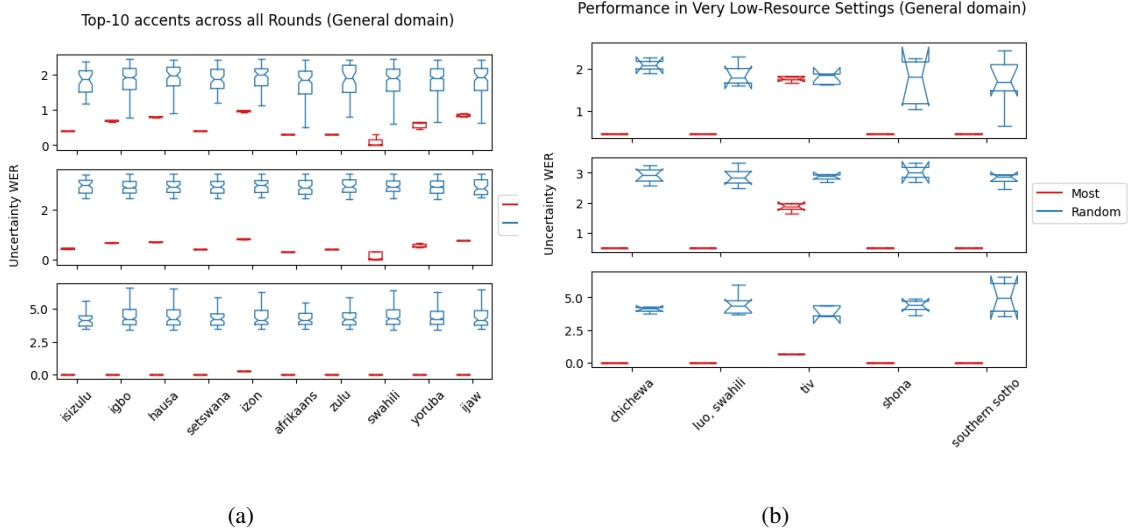 Top-10 accents across all Rounds (General domain)
Uncertainty WER
2
1
0
2
0
5.0
2.5
0.0
isizulu
igbo
hausa
setswana
izon
afrikaans
zulu
swahili
yoruba
ijaw
(a)
Performance in Very Low-Resource Settings (General domain)
Uncertainty WER
2
1
3
2
1
5.0
2.5
0.0
chichewa
luo, swahili
tiv
shona
southern sotho
Most
Random
(b)